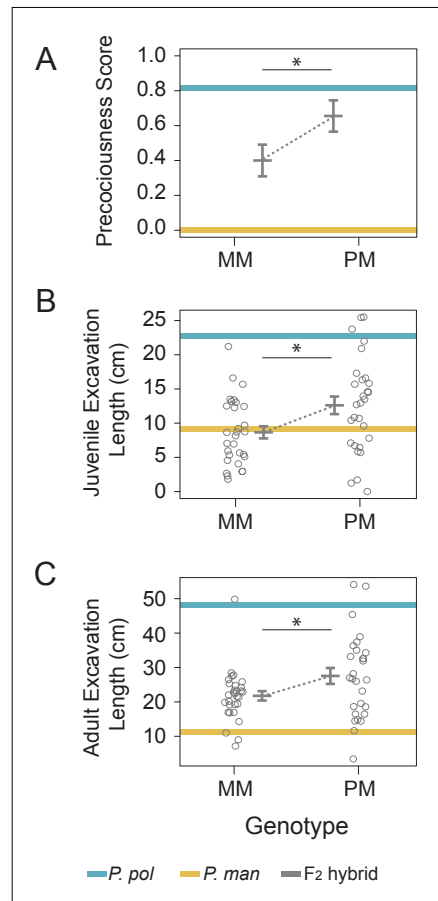 A
Precociousness Score
1.0
0.8
0.6
0.4
0.2
0.0
*
MM
PM
B
Juvenile Excavation
Length (cm)
25
20
15
10
5
0
*
MM
PM
C
Adult Excavation
Length (cm)
50
40
30
20
10
*
MM
PM
Genotype
P. pol P. man F2 hybrid